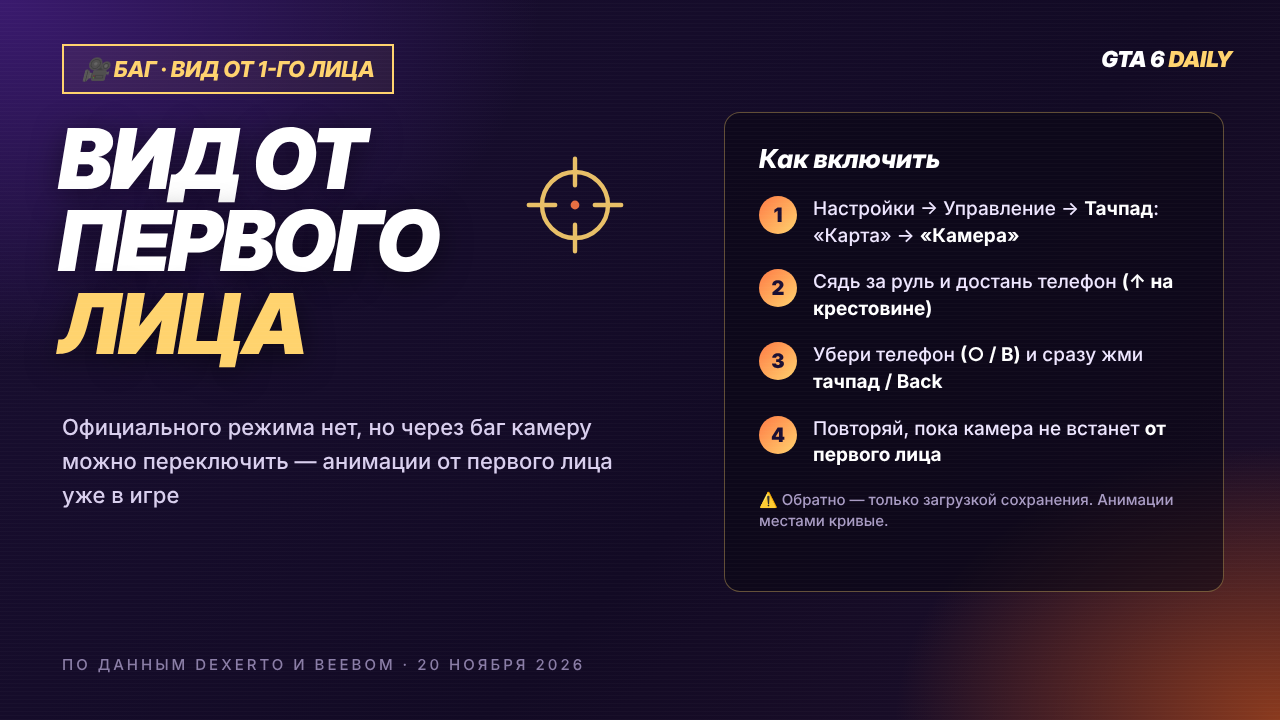 🎥 БАГ · ВИД ОТ 1-ГО ЛИЦА
GTA 6 DAILY
ВИД ОТ
ПЕРВОГО
ЛИЦА
Официального режима нет, но через баг камеру
можно переключить — анимации от первого лица
уже в игре
Как включить
1 Настройки → Управление → Тачпад:
«Карта» → «Камера»
2 Сядь за руль и достань телефон (↑ на
крестовине)
3 Убери телефон (○ / B) и сразу жми
тачпад / Back
4 Повторяй, пока камера не встанет от
первого лица
⚠️ Обратно — только загрузкой сохранения. Анимации
местами кривые.
ПО ДАННЫМ DEXERTO И BEEBOM · 20 НОЯБРЯ 2026